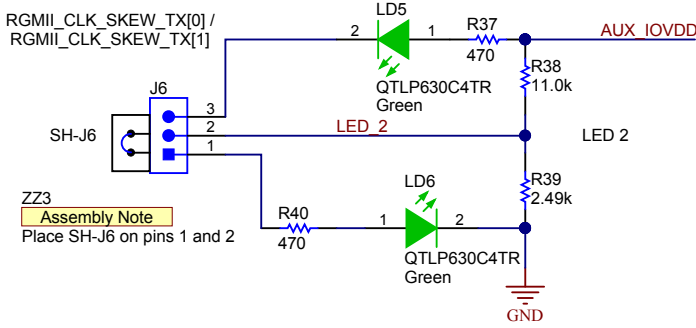 RGMII_CLK_SKEW_TX[0] /
RGMII_CLK_SKEW_TX[1]
LD5
2
1
QTLP630C4TR
Green
R37
470
AUX_IOVDD
R38
11.0k
J6
3
2
1
SH-J6
LED_2
LED 2
R39
2.49k
ZZ3
Assembly Note
Place SH-J6 on pins 1 and 2
R40
470
LD6
1
2
QTLP630C4TR
Green
GND